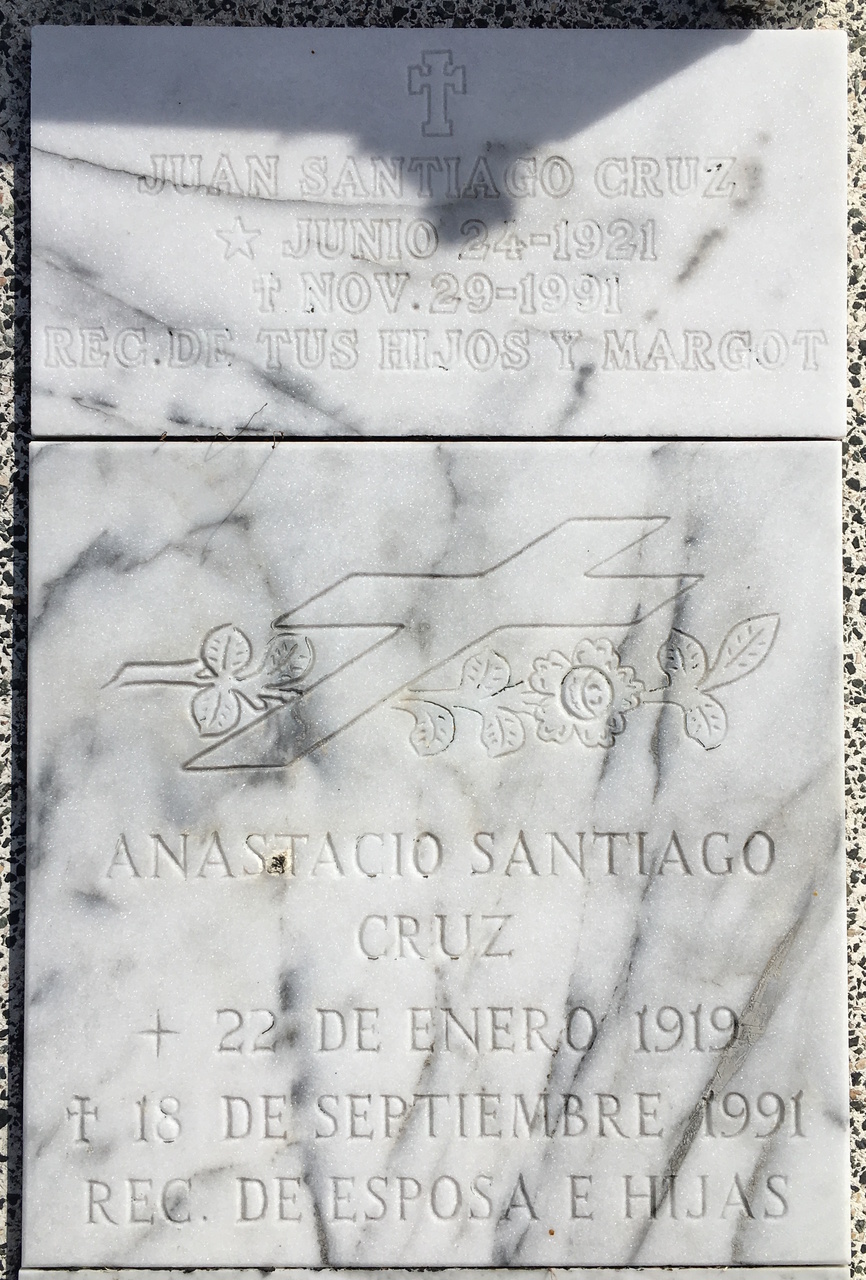 JUAN SANTIAGO CRUZ
☆ JUNIO 24-1921
✝ NOV. 29-1991
REC. DE TUS HIJOS Y MARGOT
ANASTACIO SANTIAGO
CRUZ
+ 22 DE ENERO 1919
✝ 18 DE SEPTIEMBRE 1991
REC. DE ESPOSA E HIJAS